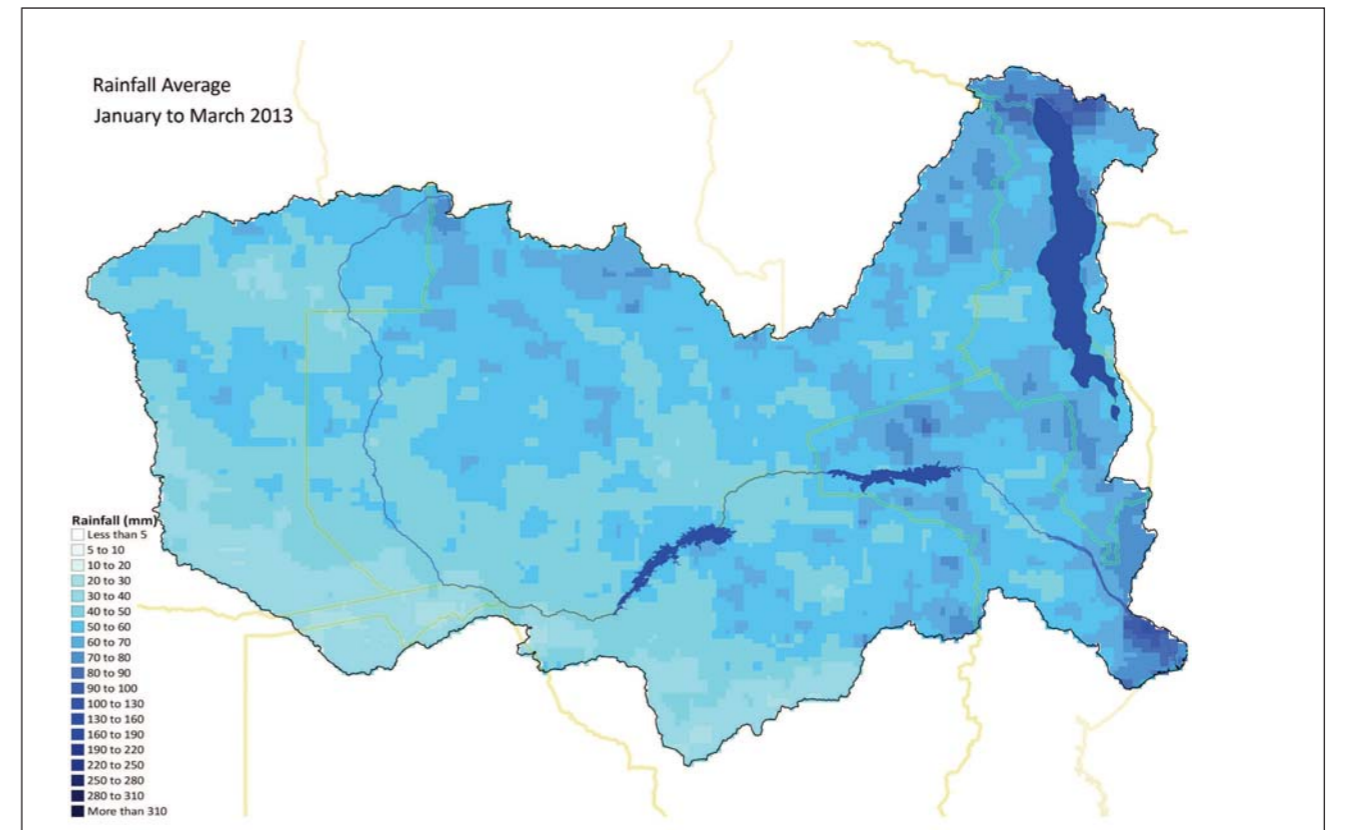 Rainfall Average
January to March 2013
Rainfall (mm)
Less than 5
5 to 10
10 to 20
20 to 30
30 to 40
40 to 50
50 to 60
60 to 70
70 to 80
80 to 90
90 to 100
100 to 130
130 to 160
160 to 190
190 to 220
220 to 250
250 to 280
280 to 310
More than 310